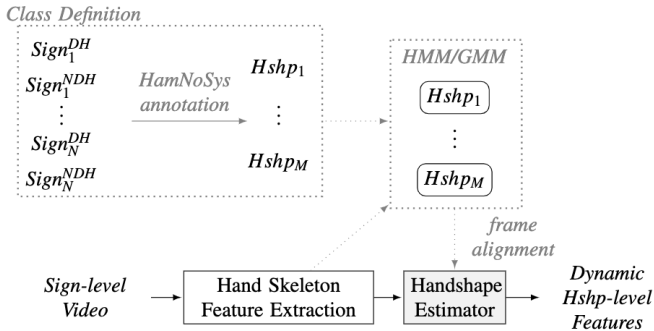 Class Definition
Sign_1^{DH}
Sign_1^{NDH}
⋮
Sign_N^{DH}
Sign_N^{NDH}
HamNoSys
annotation
Hshp_1
⋮
Hshp_M
HMM/GMM
Hshp_1
⋮
Hshp_M
frame
alignment
Sign-level
Video
Hand Skeleton
Feature Extraction
Handshape
Estimator
Dynamic
Hshp-level
Features